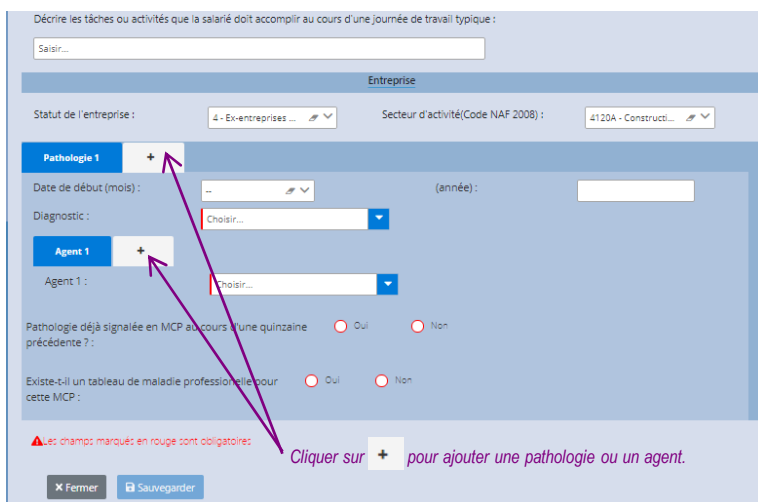 Décrire les tâches ou activités que la salarié doit accomplir au cours d'une journée de travail typique :
Saisir...
Entreprise
Statut de l'entreprise :
4 - Ex-entreprises ...
Secteur d'activité(Code NAF 2008) :
4120A - Constructi...
Pathologie 1
+
Date de début (mois) :
--
(année) :
Diagnostic :
Choisir...
Agent 1
+
Agent 1 :
Choisir...
Pathologie déjà signalée en MCP au cours d'une quinzaine
précédente ? :
Oui
Non
Existe-t-il un tableau de maladie professionelle pour
cette MCP :
Oui
Non
Les champs marqués en rouge sont obligatoires
Cliquer sur + pour ajouter une pathologie ou un agent.
× Fermer
Sauvegarder